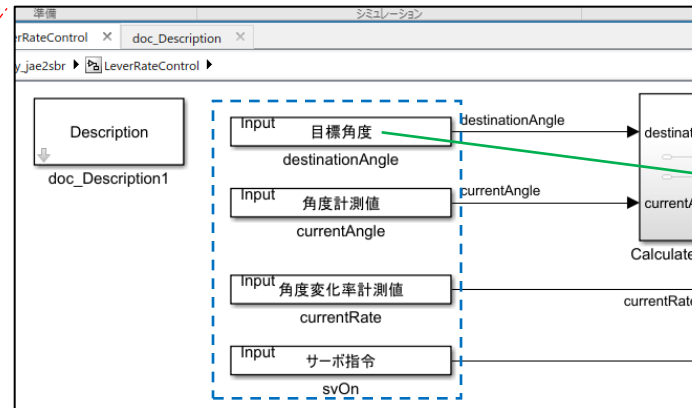 準備 シミュレーション
erRateControl × doc_Description ×
y_jae2sbr ▶ LeverRateControl ▶
Description
doc_Description1
Input 目標角度
destinationAngle
destinationAngle
destinat
Input 角度計測値
currentAngle
currentAngle
currentA
Calculate
Input 角度変化率計測値
currentRate
currentRate
Input サーボ指令
svOn